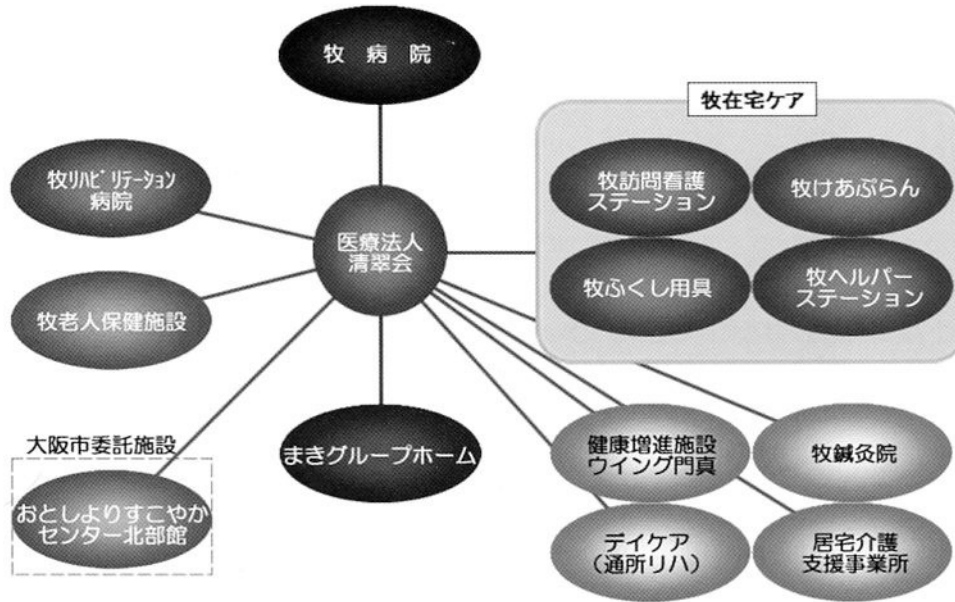 牧 病 院
牧在宅ケア
牧ﾘﾊﾋﾞﾘﾃｰｼｮﾝ
病院
牧訪問看護
ステーション
牧けあぷらん
医療法人
清翠会
牧ふくし用具
牧ヘルパー
ステーション
牧老人保健施設
大阪市委託施設
おとしよりすこやか
センター北部館
まきグループホーム
健康増進施設
ウイング門真
牧鍼灸院
デイケア
(通所リハ)
居宅介護
支援事業所